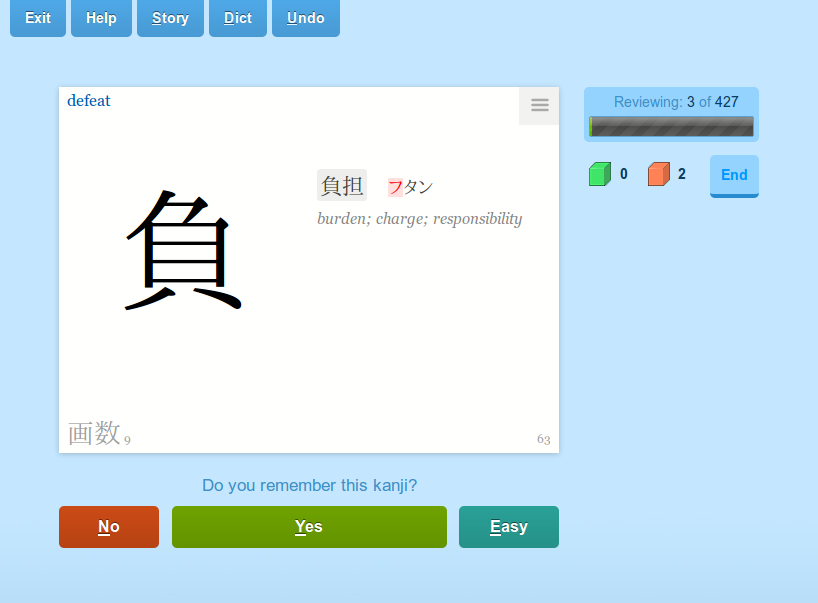 Exit Help Story Dict Undo
defeat
Reviewing: 3 of 427
0 2 End
負担 フタン
burden; charge; responsibility
負
画数 9 63
Do you remember this kanji?
No Yes Easy